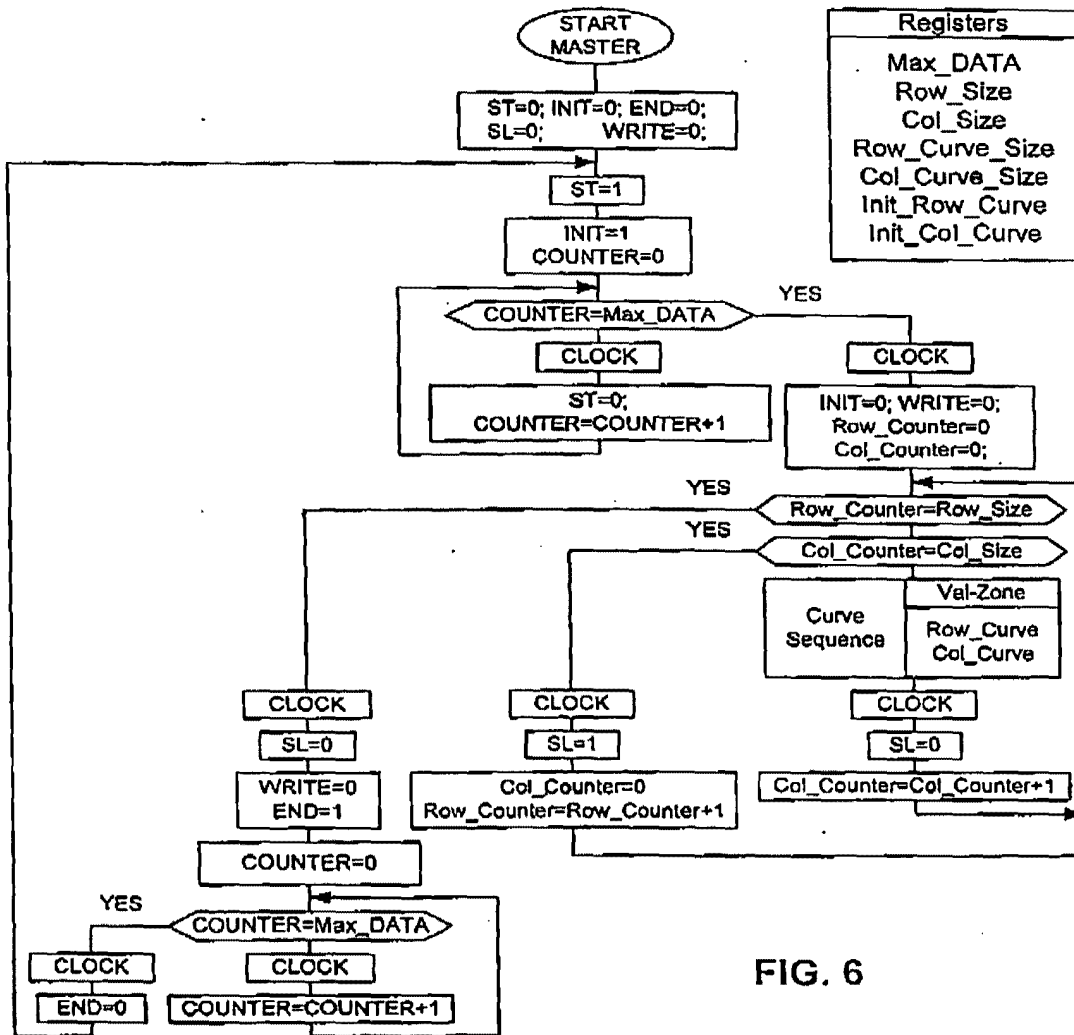 START
MASTER
ST=0; INIT=0; END=0;
SL=0; WRITE=0;
ST=1
INIT=1
COUNTER=0
COUNTER=Max_DATA
YES
CLOCK
ST=0;
COUNTER=COUNTER+1
CLOCK
INIT=0; WRITE=0;
Row_Counter=0
Col_Counter=0;
Registers
Max_DATA
Row_Size
Col_Size
Row_Curve_Size
Col_Curve_Size
Init_Row_Curve
Init_Col_Curve
YES
Row_Counter=Row_Size
YES
Col_Counter=Col_Size
Curve
Sequence
Val-Zone
Row_Curve
Col_Curve
CLOCK
SL=0
WRITE=0
END=1
COUNTER=0
CLOCK
SL=1
Col_Counter=0
Row_Counter=Row_Counter+1
CLOCK
SL=0
Col_Counter=Col_Counter+1
YES
COUNTER=Max_DATA
CLOCK
END=0
CLOCK
COUNTER=COUNTER+1
FIG. 6